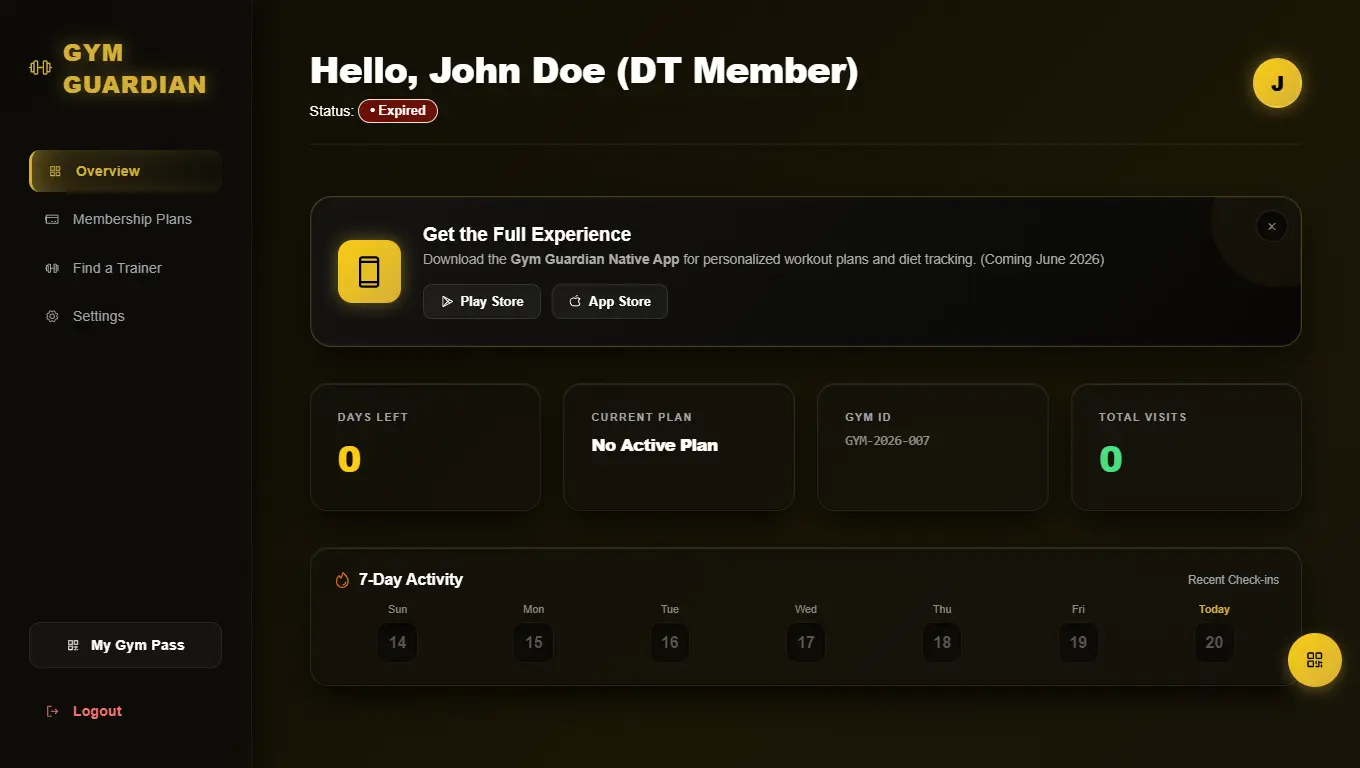 GYM
GUARDIAN
Overview
Membership Plans
Find a Trainer
Settings
My Gym Pass
Logout
Hello, John Doe (DT Member)
Status: • Expired
J
Get the Full Experience
Download the Gym Guardian Native App for personalized workout plans and diet tracking. (Coming June 2026)
Play Store App Store
DAYS LEFT
0
CURRENT PLAN
No Active Plan
GYM ID
GYM-2026-007
TOTAL VISITS
0
7-Day Activity
Recent Check-ins
Sun Mon Tue Wed Thu Fri Today
14 15 16 17 18 19 20